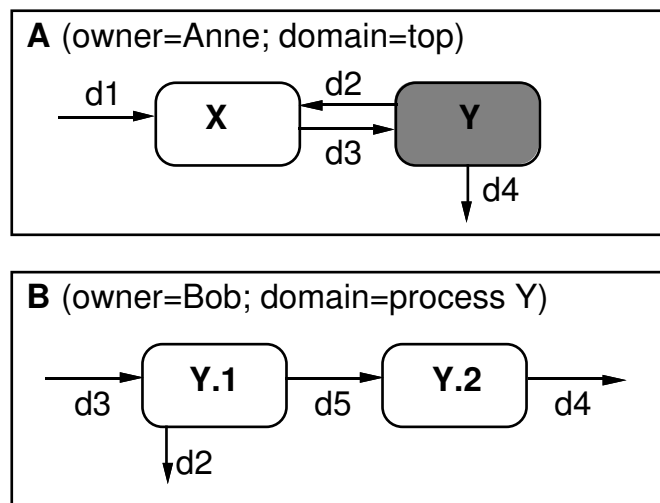 A (owner=Anne; domain=top)
d1
X
d2
d3
Y
d4
B (owner=Bob; domain=process Y)
d3
Y.1
d2
d5
Y.2
d4